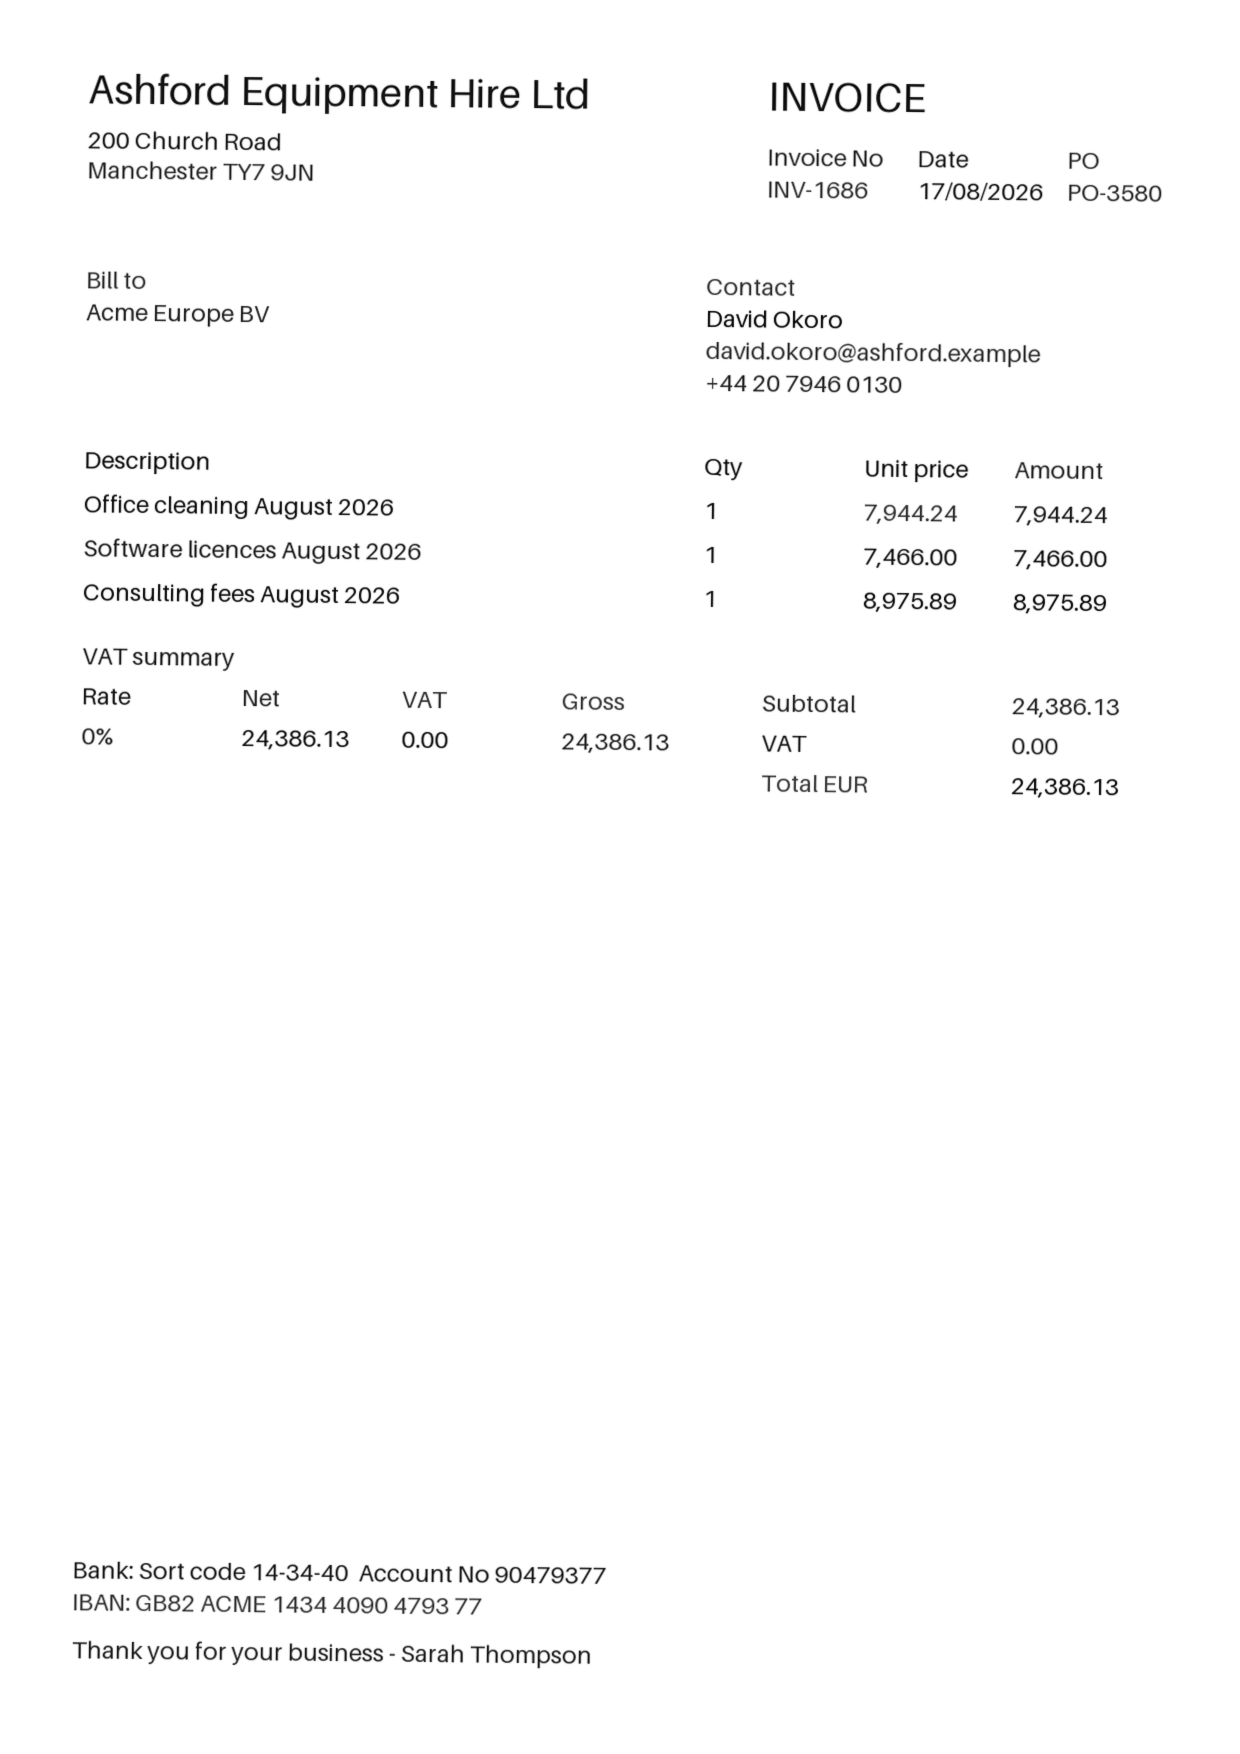 Ashford Equipment Hire Ltd
200 Church Road
Manchester TY7 9JN
INVOICE
Invoice No Date PO
INV-1686 17/08/2026 PO-3580
Bill to
Acme Europe BV
Contact
David Okoro
david.okoro@ashford.example
+44 20 7946 0130
Description Qty Unit price Amount
Office cleaning August 2026 1 7,944.24 7,944.24
Software licences August 2026 1 7,466.00 7,466.00
Consulting fees August 2026 1 8,975.89 8,975.89
VAT summary
Rate Net VAT Gross
0% 24,386.13 0.00 24,386.13
Subtotal 24,386.13
VAT 0.00
Total EUR 24,386.13
Bank: Sort code 14-34-40 Account No 90479377
IBAN: GB82 ACME 1434 4090 4793 77
Thank you for your business - Sarah Thompson